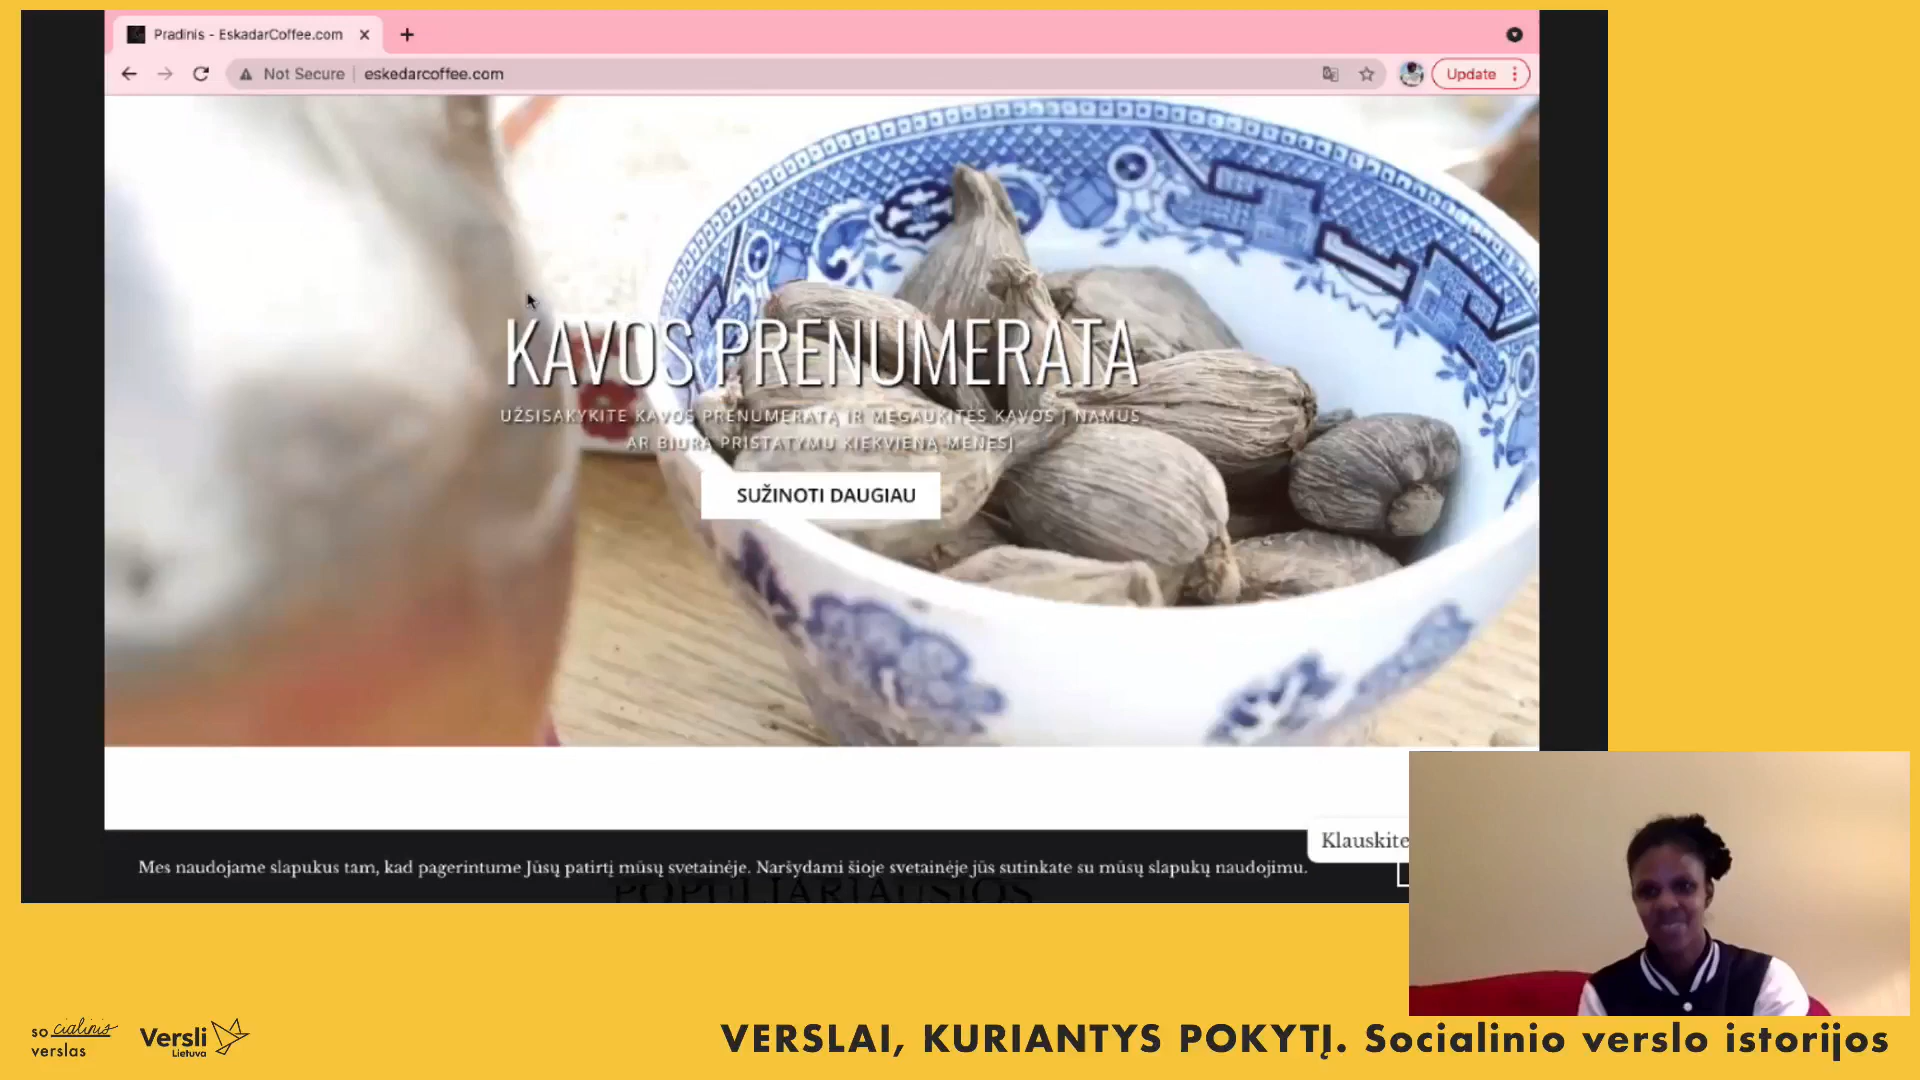 Pradinis - EskadarCoffee.com
Not Secure
eskedarcoffee.com
Update
KAVOS PRENUMERATA
UŽSISAKYKITE KAVOS PRENUMERATĄ IR MĖGAUKITĖS KAVOS Į NAMUS
AR BIURĄ PRISTATYMU KIEKVIENĄ MĖNESĮ
SUŽINOTI DAUGIAU
Klauskite
Mes naudojame slapukus tam, kad pagerintume Jūsų patirtį mūsų svetainėje. Naršydami šioje svetainėje jūs sutinkate su mūsų slapukų naudojimu.
POPULIARIAUSIOS
socialinis
verslas
Versli
Lietuva
VERSLAI, KURIANTYS POKYTĮ. Socialinio verslo istorijos